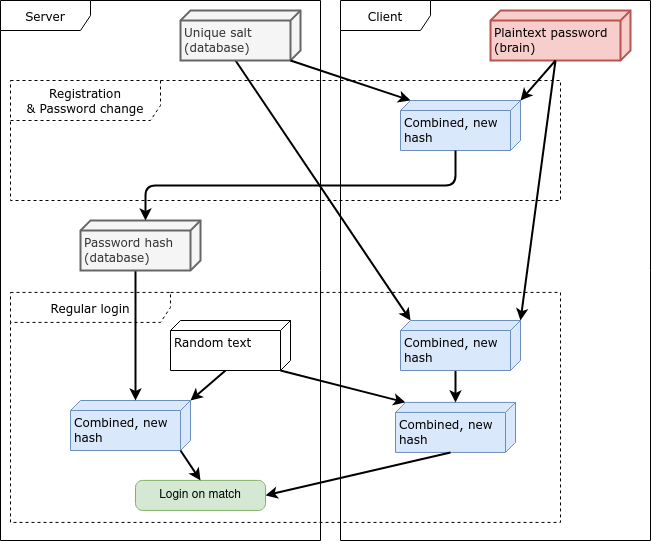 Server
Client
Unique salt
(database)
Plaintext password
(brain)
Registration
& Password change
Combined, new
hash
Password hash
(database)
Regular login
Random text
Combined, new
hash
Combined, new
hash
Combined, new
hash
Login on match